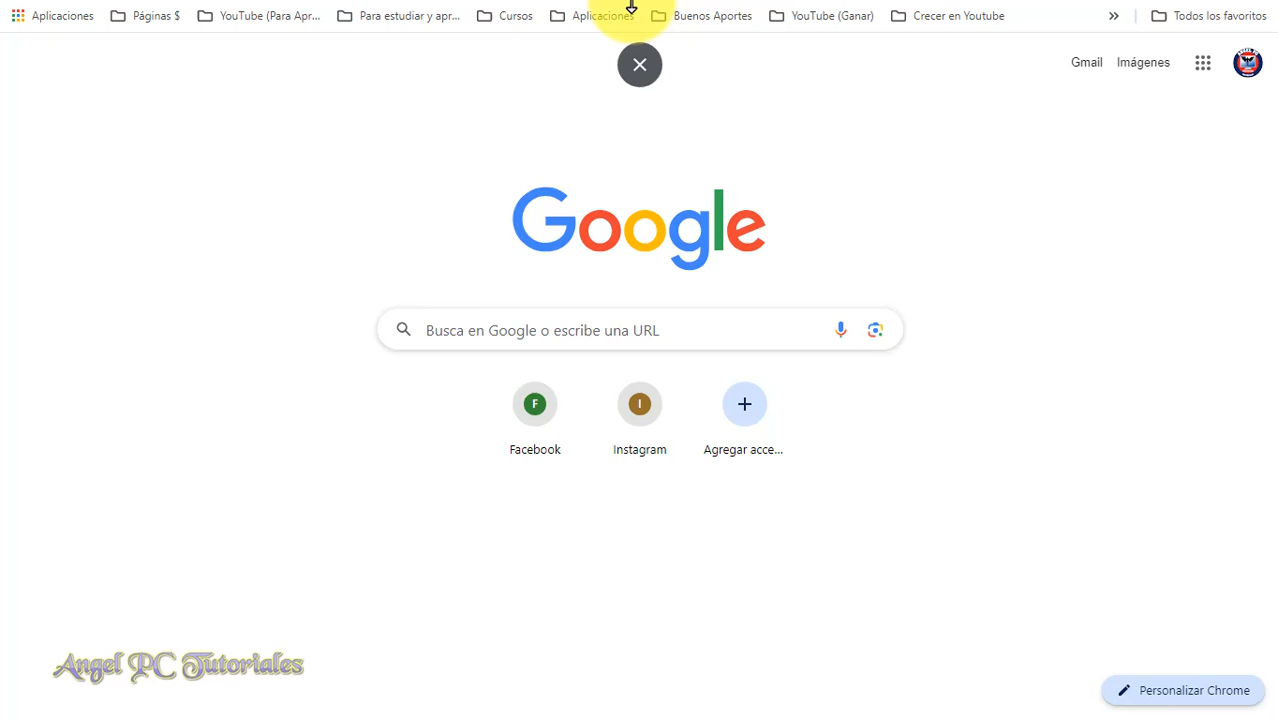 Aplicaciones Páginas $ YouTube (Para Apr... Para estudiar y apr... Cursos Aplicaciones Buenos Aportes YouTube (Ganar) Crecer en Youtube » Todos los favoritos
Gmail Imágenes
Google
Busca en Google o escribe una URL
F I
Facebook Instagram Agregar acce...
Angel PC Tutoriales
Personalizar Chrome